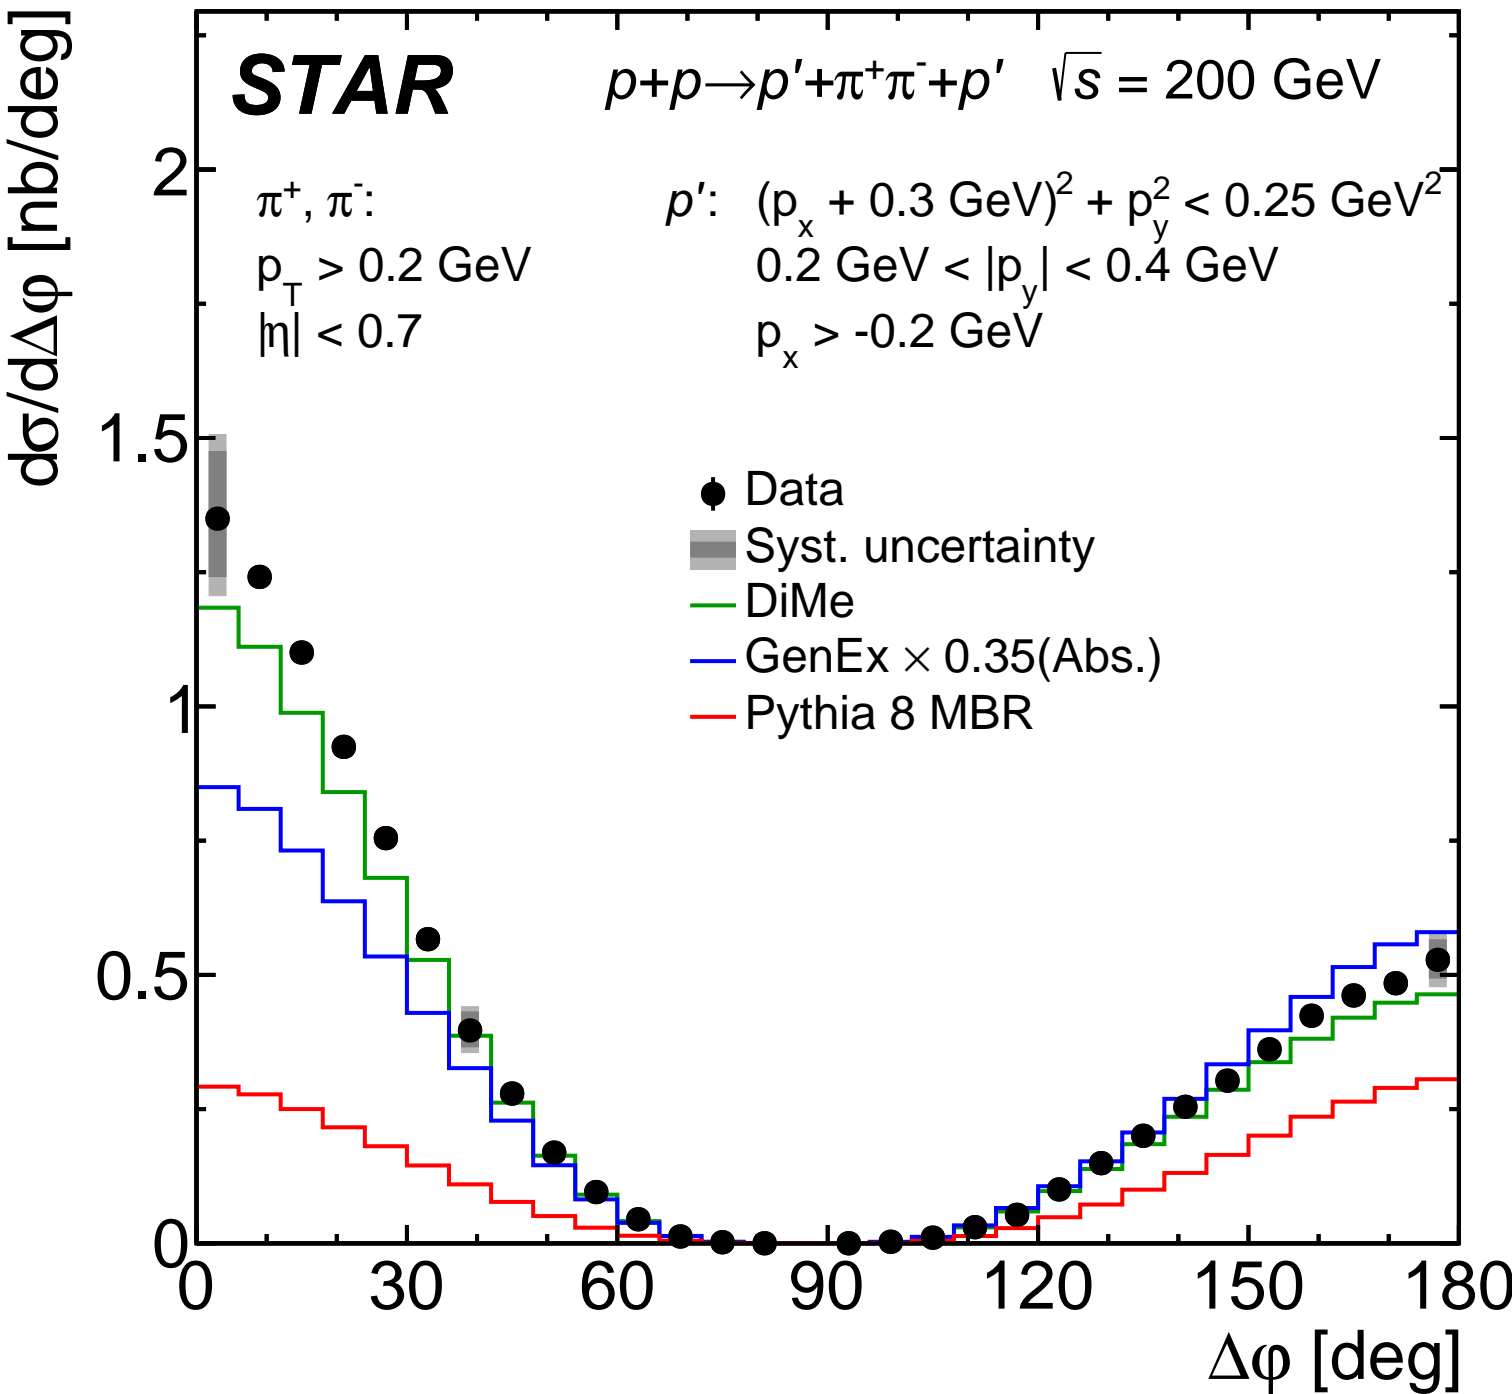 dσ/dΔφ [nb/deg]
STAR p+p→p′+π⁺π⁻+p′ √s = 200 GeV
π⁺, π⁻: p′: (pₓ + 0.3 GeV)² + p_y² < 0.25 GeV²
p_T > 0.2 GeV 0.2 GeV < |p_y| < 0.4 GeV
|η| < 0.7 pₓ > -0.2 GeV
Data
Syst. uncertainty
DiMe
GenEx × 0.35(Abs.)
Pythia 8 MBR
2
1.5
1
0.5
0
0 30 60 90 120 150 180
Δφ [deg]